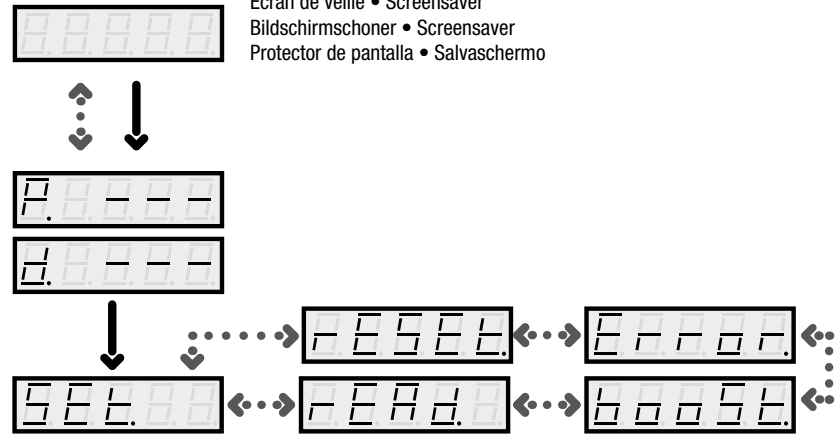 Ecran de veille • Screensaver
Bildschirmschoner • Screensaver
Protector de pantalla • Salvaschermo
P. - - -
d. - - -
rESEt.
Error.
SEt.
rEAd.
booSt.